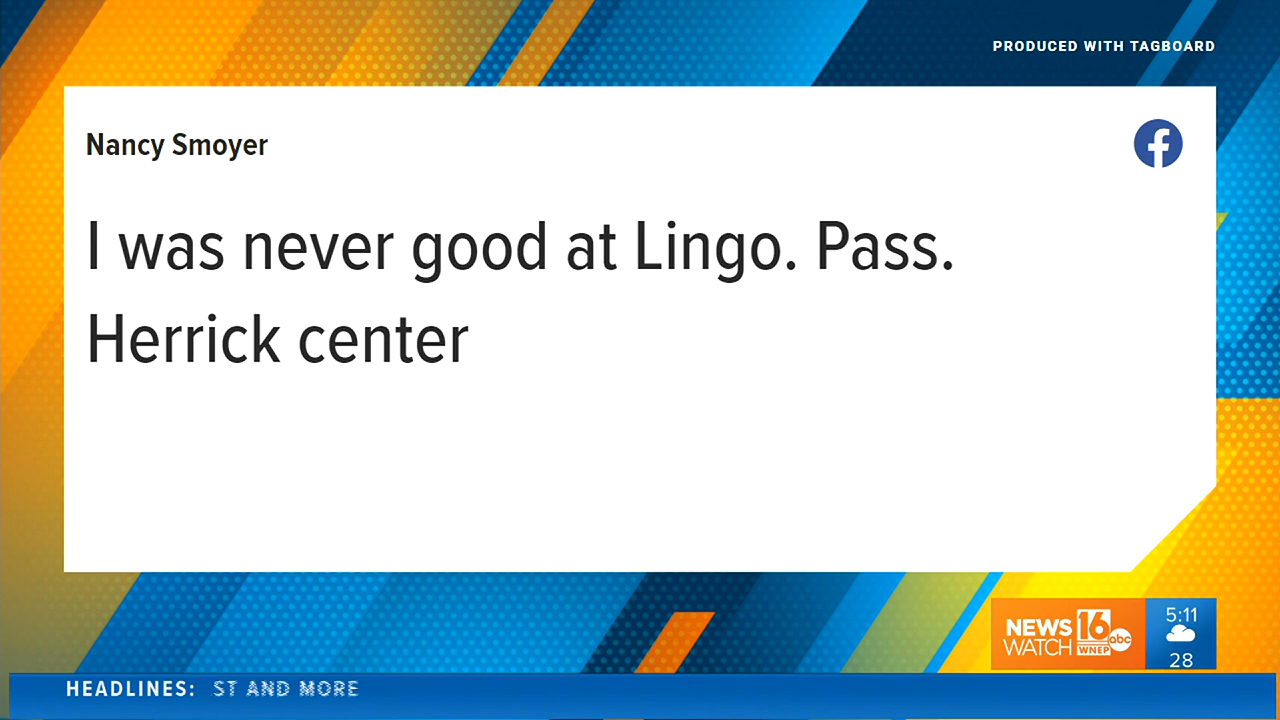 PRODUCED WITH TAGBOARD
Nancy Smoyer
I was never good at Lingo. Pass.
Herrick center
NEWS 16 abc
WATCH WNEP
5:11
28
HEADLINES: ST AND MORE